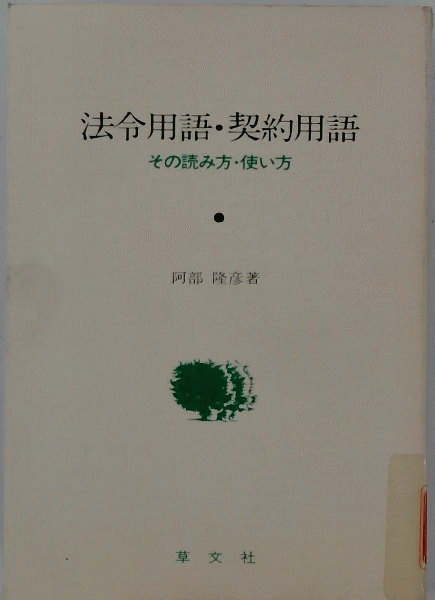 法令用語・契約用語
その読み方・使い方
阿部 隆彦著
草文社